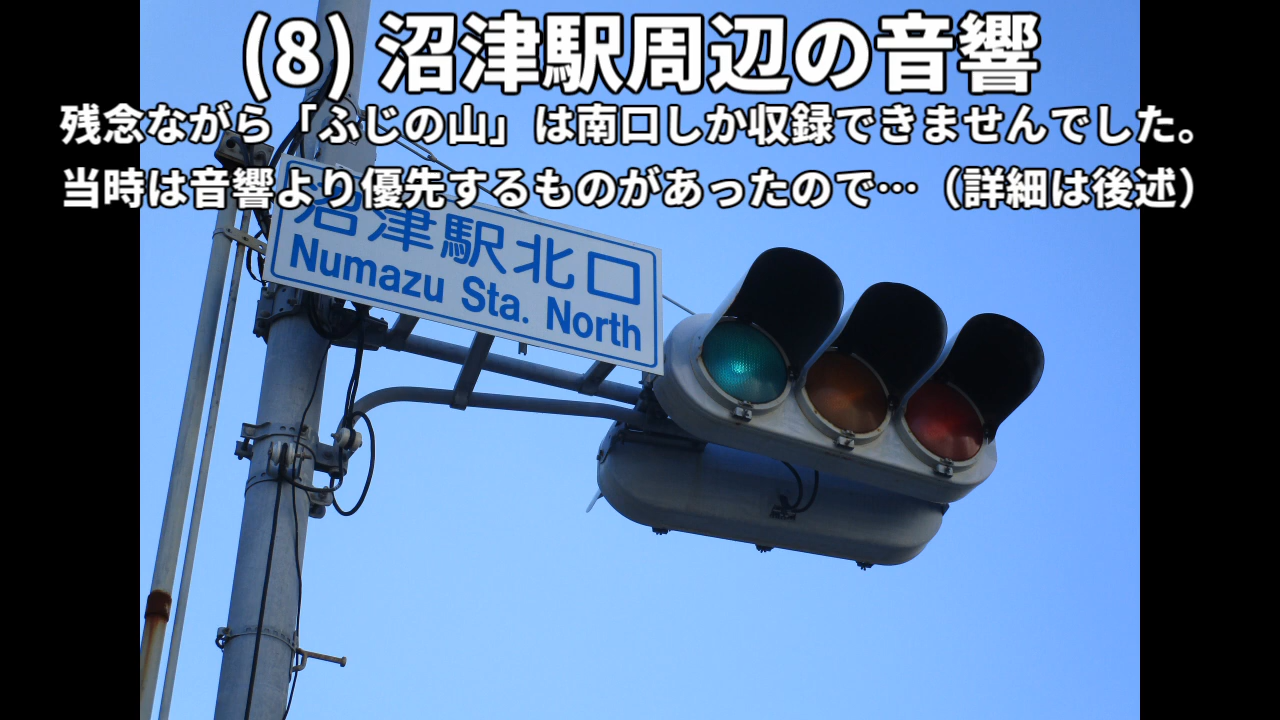 (8) 沼津駅周辺の音響
残念ながら「ふじの山」は南口しか収録できませんでした。
当時は音響より優先するものがあったので…（詳細は後述）
沼津駅北口
Numazu Sta. North